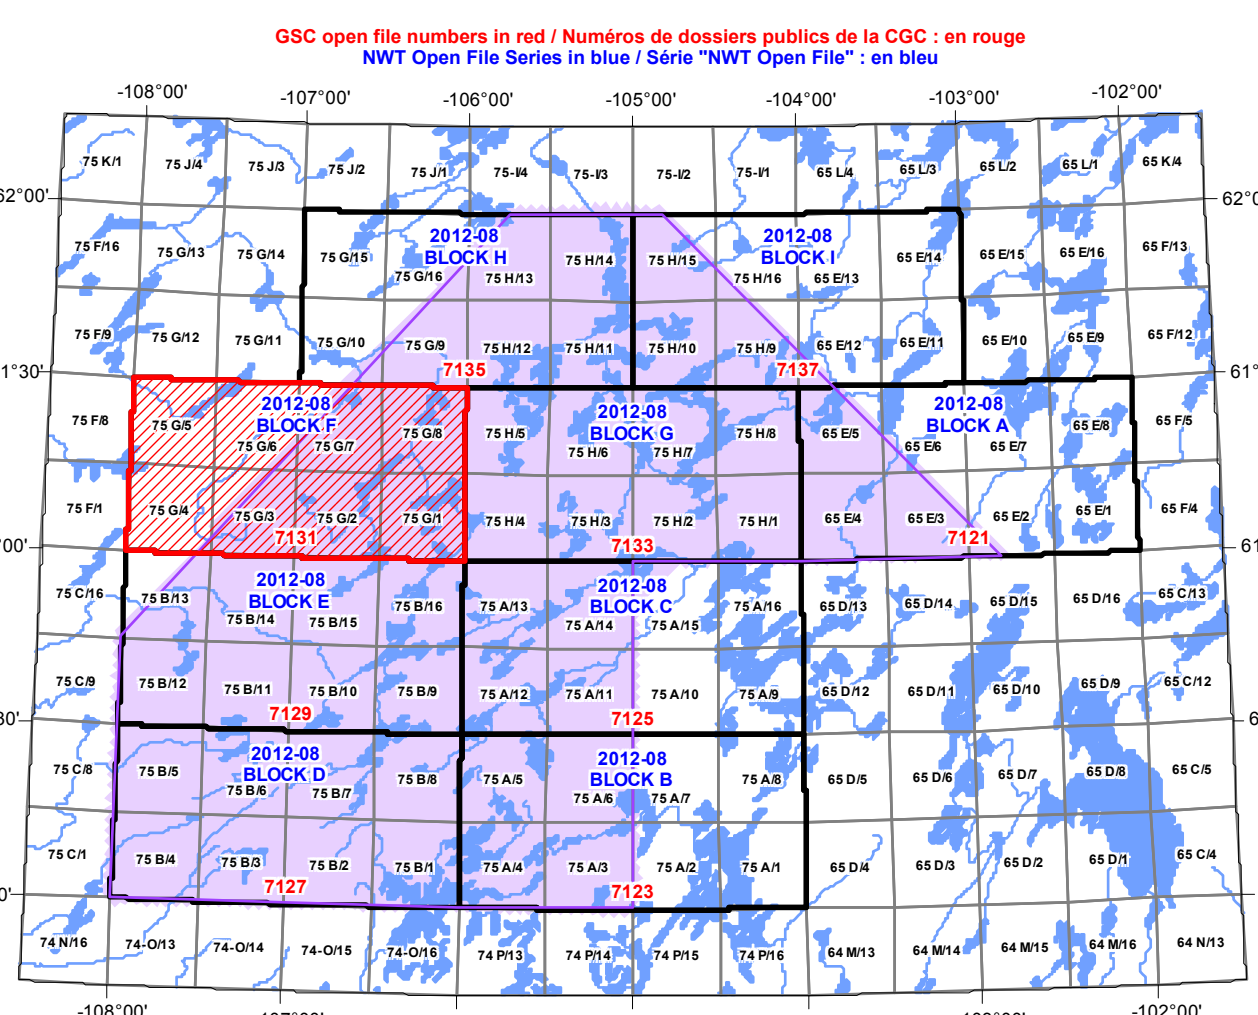 GSC open file numbers in red / Numéros de dossiers publics de la CGC : en rouge
NWT Open File Series in blue / Série "NWT Open File" : en bleu
-108°00' -107°00' -106°00' -105°00' -104°00' -103°00' -102°00'
75 K/1 75 J/4 75 J/3 75 J/2 75 J/1 75-I/4 75-I/3 75-I/2 75-I/1 65 L/4 65 L/3 65 L/2 65 L/1 65 K/4
62°00' 62°0
2012-08 2012-08
BLOCK H BLOCK I
75 F/16 75 G/13 75 G/14 75 G/15 75 G/16 75 H/13 75 H/14 75 H/15 75 H/16 65 E/13 65 E/14 65 E/15 65 E/16 65 F/13
75 F/9 75 G/12 75 G/11 75 G/10 75 G/9 75 H/12 75 H/11 75 H/10 75 H/9 65 E/12 65 E/11 65 E/10 65 E/9 65 F/12
1°30' 7135 7137 61°
2012-08 2012-08 2012-08
BLOCK F BLOCK G BLOCK A
75 F/8 75 G/5 75 G/6 75 G/7 75 G/8 75 H/5 75 H/6 75 H/7 75 H/8 65 E/5 65 E/6 65 E/7 65 E/8 65 F/5
75 F/1 75 G/4 75 G/3 75 G/2 75 G/1 75 H/4 75 H/3 75 H/2 75 H/1 65 E/4 65 E/3 65 E/2 65 E/1 65 F/4
°00' 7131 7133 7121 61°
2012-08 2012-08
BLOCK E BLOCK C
75 C/16 75 B/13 75 B/14 75 B/15 75 B/16 75 A/13 75 A/14 75 A/15 75 A/16 65 D/13 65 D/14 65 D/15 65 D/16 65 C/13
75 C/9 75 B/12 75 B/11 75 B/10 75 B/9 75 A/12 75 A/11 75 A/10 75 A/9 65 D/12 65 D/11 65 D/10 65 D/9 65 C/12
30' 7129 7125 6
2012-08 2012-08
BLOCK D BLOCK B
75 C/8 75 B/5 75 B/6 75 B/7 75 B/8 75 A/5 75 A/6 75 A/7 75 A/8 65 D/5 65 D/6 65 D/7 65 D/8 65 C/5
75 C/1 75 B/4 75 B/3 75 B/2 75 B/1 75 A/4 75 A/3 75 A/2 75 A/1 65 D/4 65 D/3 65 D/2 65 D/1 65 C/4
0' 7127 7123
74 N/16 74-O/13 74-O/14 74-O/15 74-O/16 74 P/13 74 P/14 74 P/15 74 P/16 64 M/13 64 M/14 64 M/15 64 M/16 64 N/13
-108°00' -102°00'